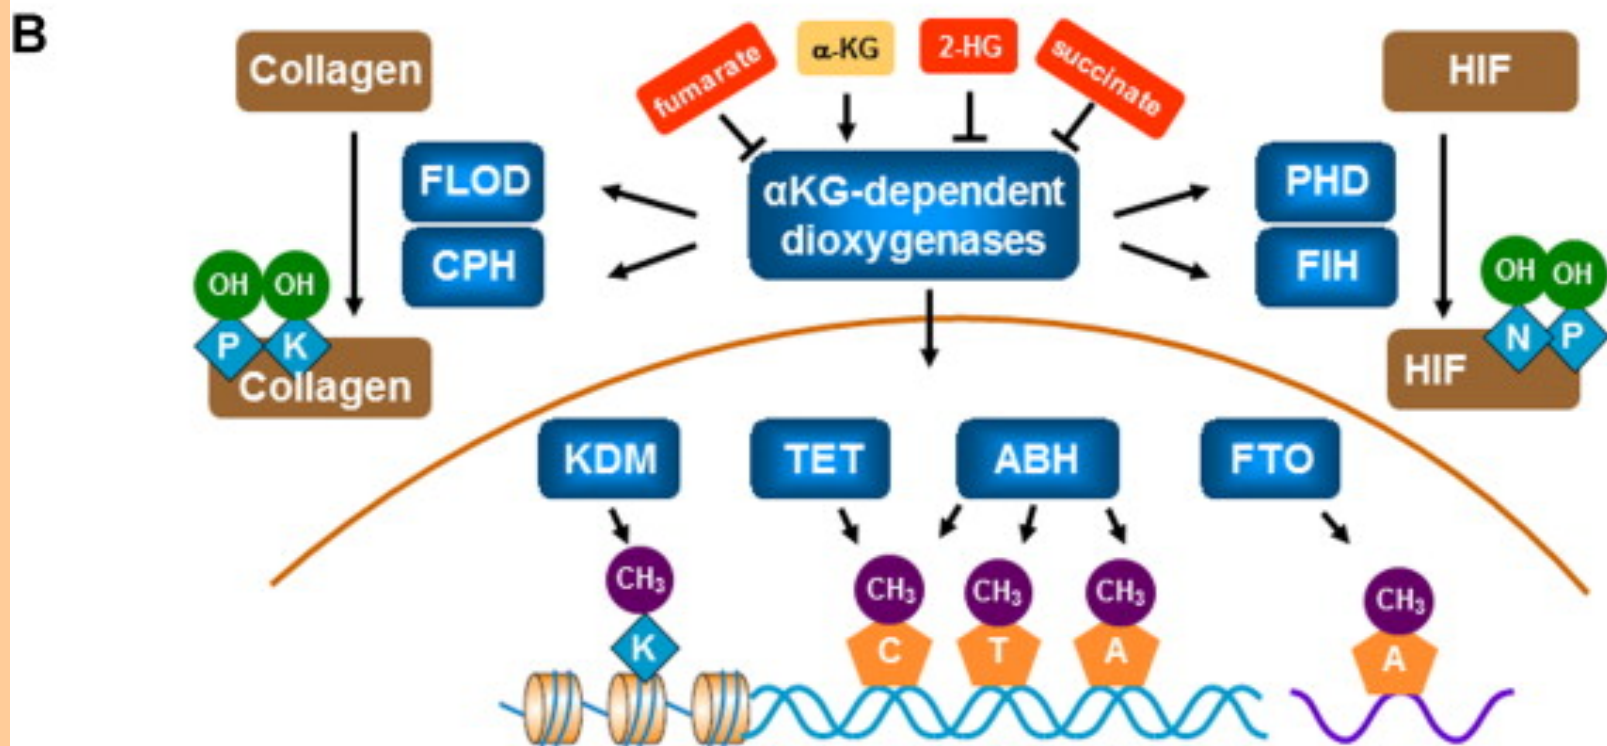 B
Collagen
fumarate
α-KG
2-HG
succinate
HIF
FLOD
CPH
αKG-dependent
dioxygenases
PHD
FIH
OH OH
P K
Collagen
OH OH
N P
HIF
KDM
TET
ABH
FTO
CH₃
K
CH₃
C
CH₃
T
CH₃
A
CH₃
A